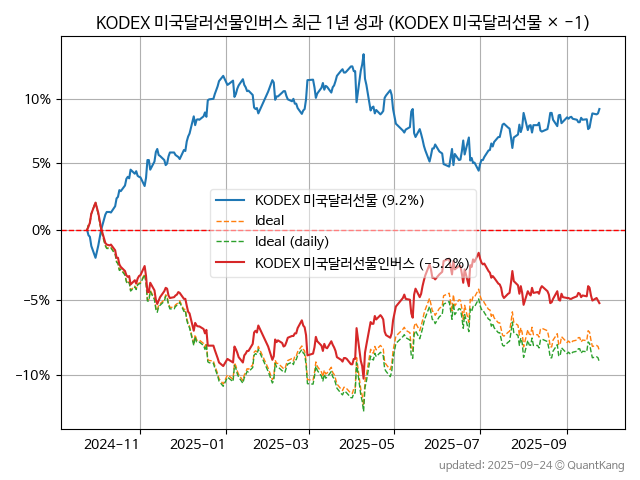 KODEX 미국달러선물인버스 최근 1년 성과 (KODEX 미국달러선물 × −1)
10%
5%
0%
−5%
−10%
KODEX 미국달러선물 (9.2%)
Ideal
Ideal (daily)
KODEX 미국달러선물인버스 (−5.2%)
2024−11
2025−01
2025−03
2025−05
2025−07
2025−09
updated: 2025−09−24 © QuantKang